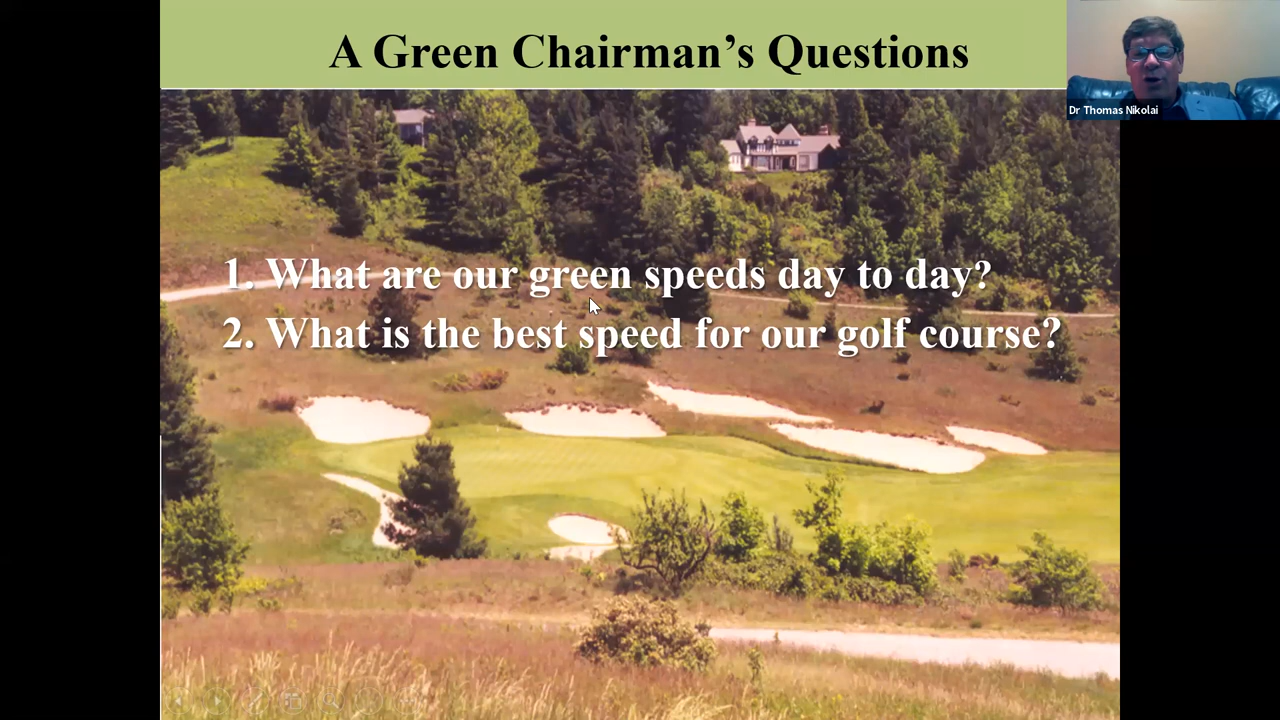 A Green Chairman's Questions
Dr Thomas Nikolai
1. What are our green speeds day to day?
2. What is the best speed for our golf course?